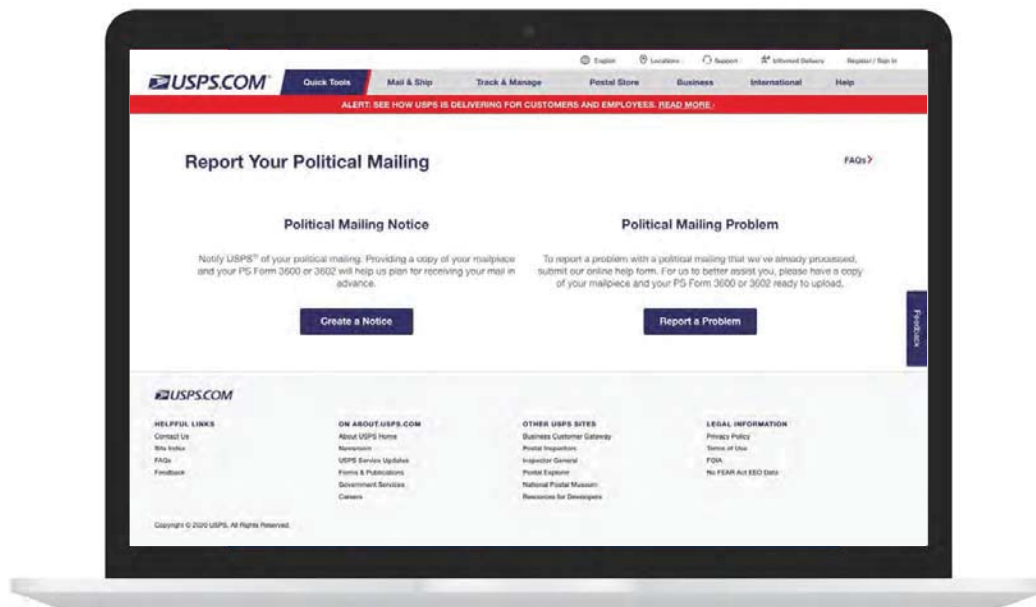 English Locations Support Informed Delivery Register / Sign In
USPS.COM® Quick Tools Mail & Ship Track & Manage Postal Store Business International Help
ALERT: SEE HOW USPS IS DELIVERING FOR CUSTOMERS AND EMPLOYEES. READ MORE ›
Report Your Political Mailing
FAQs ›
Political Mailing Notice
Notify USPS® of your political mailing. Providing a copy of your mailpiece
and your PS Form 3600 or 3602 will help us plan for receiving your mail in
advance.
Create a Notice
Political Mailing Problem
To report a problem with a political mailing that we've already processed,
submit our online help form. For us to better assist you, please have a copy
of your mailpiece and your PS Form 3600 or 3602 ready to upload.
Report a Problem
Feedback
USPS.COM
HELPFUL LINKS
Contact Us
Site Index
FAQs
Feedback
ON ABOUT.USPS.COM
About USPS Home
Newsroom
USPS Service Updates
Forms & Publications
Government Services
Careers
OTHER USPS SITES
Business Customer Gateway
Postal Inspectors
Inspector General
Postal Explorer
National Postal Museum
Resources for Developers
LEGAL INFORMATION
Privacy Policy
Terms of Use
FOIA
No FEAR Act EEO Data
Copyright © 2020 USPS. All Rights Reserved.